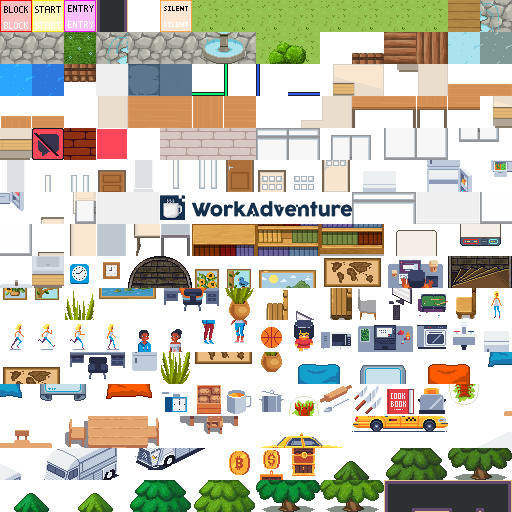 BLOCK START ENTRY SILENT
BLOCK START ENTRY SILENT
WorkAdventure
COOK
BOOK